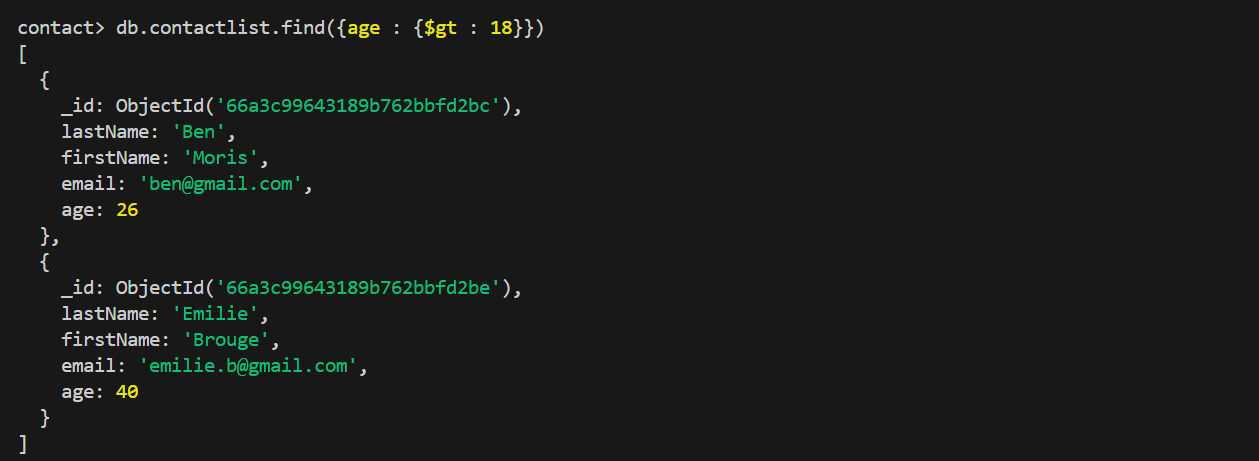 contact> db.contactlist.find({age : {$gt : 18}})
[
  {
    _id: ObjectId('66a3c99643189b762bbfd2bc'),
    lastName: 'Ben',
    firstName: 'Moris',
    email: 'ben@gmail.com',
    age: 26
  },
  {
    _id: ObjectId('66a3c99643189b762bbfd2be'),
    lastName: 'Emilie',
    firstName: 'Brouge',
    email: 'emilie.b@gmail.com',
    age: 40
  }
]